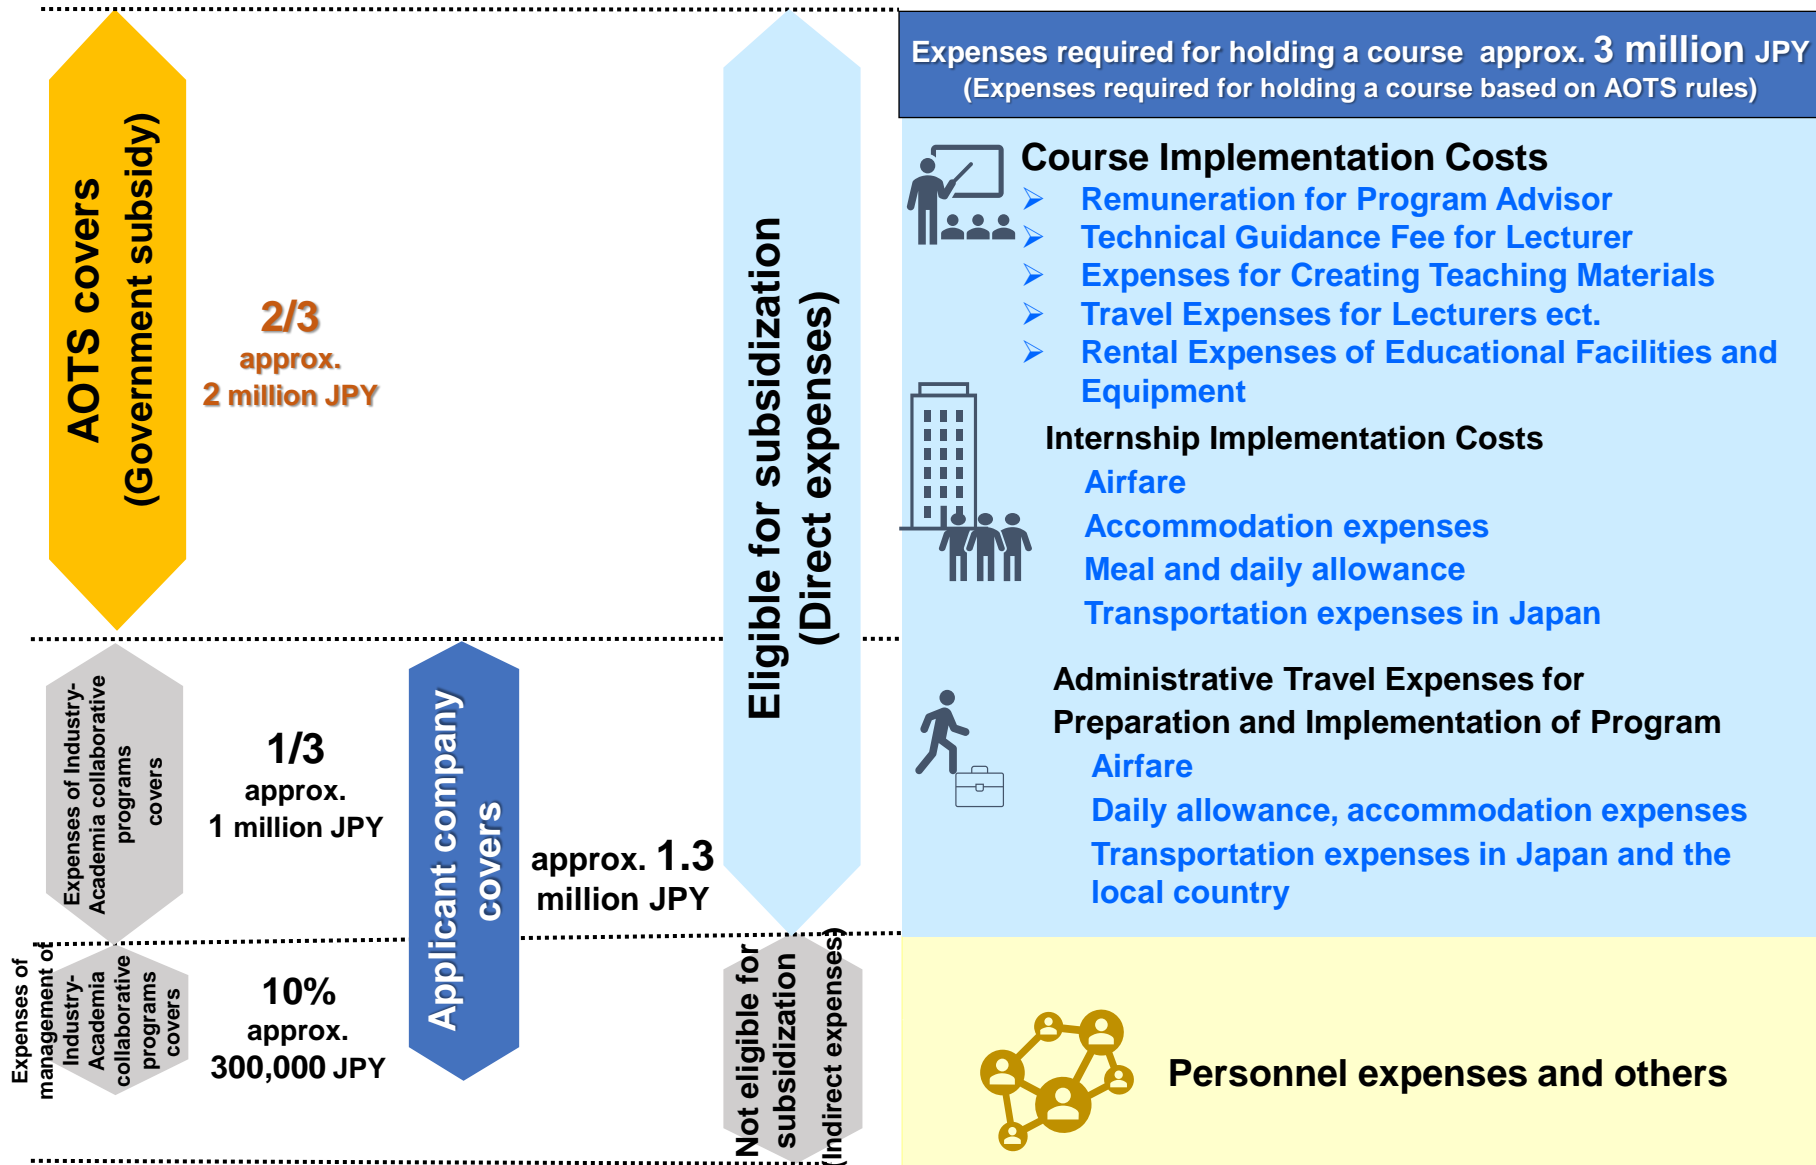 AOTS covers
(Government subsidy)
2/3
approx.
2 million JPY
Expenses of Industry-
Academia collaborative
programs
covers
1/3
approx.
1 million JPY
Expenses of
management of
Industry-
Academia
collaborative
programs
covers
10%
approx.
300,000 JPY
Applicant company
covers
approx. 1.3
million JPY
Eligible for subsidization
(Direct expenses)
Not eligible for
subsidization
(Indirect expenses)
Expenses required for holding a course approx. 3 million JPY
(Expenses required for holding a course based on AOTS rules)
Course Implementation Costs
➢ Remuneration for Program Advisor
➢ Technical Guidance Fee for Lecturer
➢ Expenses for Creating Teaching Materials
➢ Travel Expenses for Lecturers ect.
➢ Rental Expenses of Educational Facilities and
Equipment
Internship Implementation Costs
Airfare
Accommodation expenses
Meal and daily allowance
Transportation expenses in Japan
Administrative Travel Expenses for
Preparation and Implementation of Program
Airfare
Daily allowance, accommodation expenses
Transportation expenses in Japan and the
local country
Personnel expenses and others